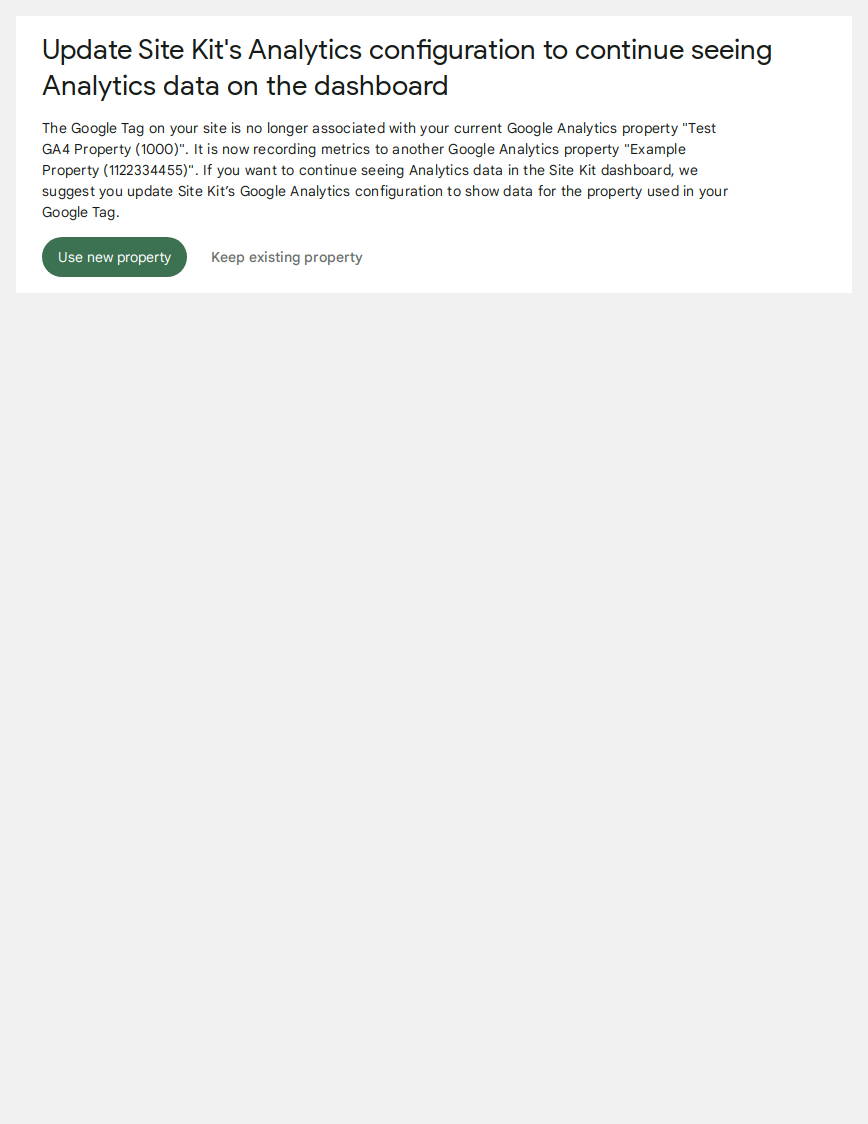 Update Site Kit's Analytics configuration to continue seeing
Analytics data on the dashboard
The Google Tag on your site is no longer associated with your current Google Analytics property "Test
GA4 Property (1000)". It is now recording metrics to another Google Analytics property "Example
Property (1122334455)". If you want to continue seeing Analytics data in the Site Kit dashboard, we
suggest you update Site Kit’s Google Analytics configuration to show data for the property used in your
Google Tag.
Use new property
Keep existing property